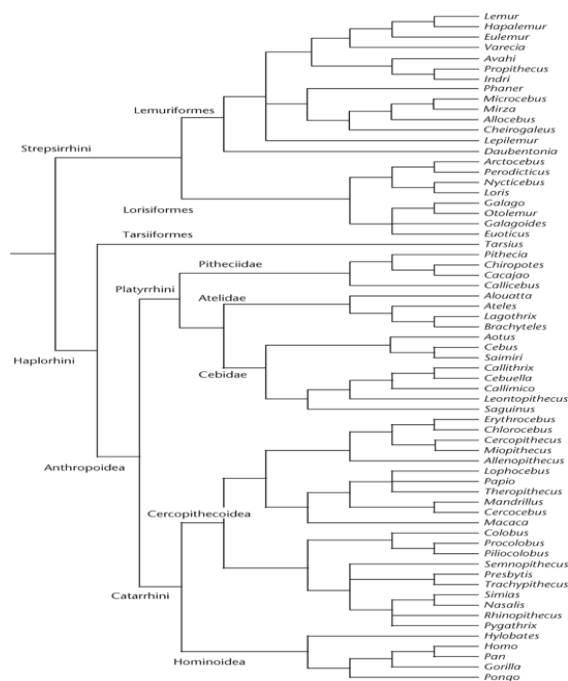 Lemur
Hapalemur
Eulemur
Varecia
Avahi
Propithecus
Indri
Phaner
Microcebus
Lemuriformes
Mirza
Allocebus
Cheirogaleus
Lepilemur
Strepsirrhini
Daubentonia
Arctocebus
Perodicticus
Nycticebus
Loris
Galago
Lorisiformes
Otolemur
Galagoides
Euoticus
Tarsiiformes
Tarsius
Pithecia
Pitheciidae
Chiropotes
Cacajao
Platyrrhini
Callicebus
Atelidae
Alouatta
Ateles
Lagothrix
Brachyteles
Aotus
Cebus
Haplorhini
Saimiri
Cebidae
Callithrix
Cebuella
Callimico
Leontopithecus
Saguinus
Erythrocebus
Chlorocebus
Cercopithecus
Miopithecus
Anthropoidea
Allenopithecus
Lophocebus
Papio
Theropithecus
Mandrillus
Cercopithecoidea
Cercocebus
Macaca
Colobus
Procolobus
Piliocolobus
Semnopithecus
Presbytis
Trachypithecus
Catarrhini
Simias
Nasalis
Rhinopithecus
Pygathrix
Hylobates
Homo
Hominoidea
Pan
Gorilla
Pongo